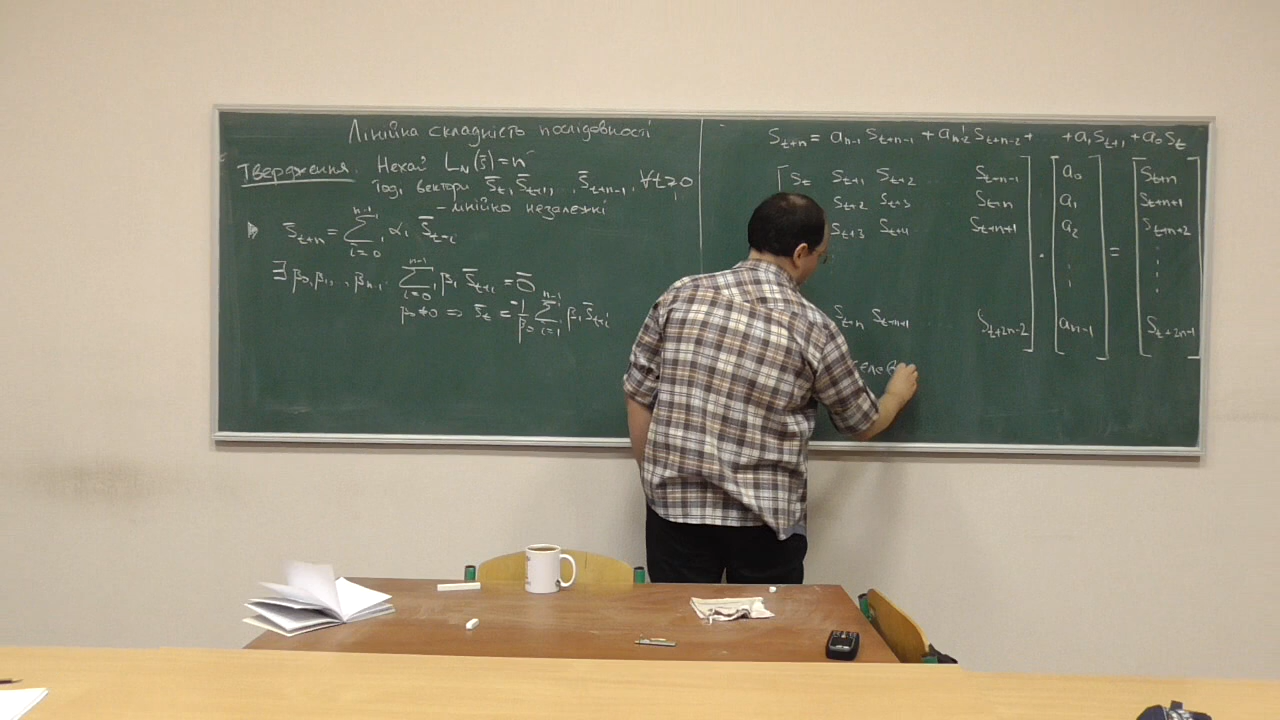 Лінійна складність послідовності
Твердження. Нехай L_N(s̄) = n
Тоді вектори s̄_t, s̄_{t+1}, s̄_{t+n-1}, ∀t ≥ 0
- лінійно незалежні
s̄_{t+n} = ∑_{i=0}^{n-1} α_i s̄_{t+i}
∃ β_0, β_1, ..., β_{n-1}: ∑_{i=0}^{n-1} β_i s̄_{t+i} = 0̄
β_0 ≠ 0 => s̄_t = -1/β_0 ∑_{i=1}^{n-1} β_i s̄_{t+i}
S_{t+n} = a_{n-1} S_{t+n-1} + a_{n-2} S_{t+n-2} + + a_1 S_{t+1} + a_0 S_t
[ S_t S_{t+1} S_{t+2} S_{t+n-1} ] [ a_0 ] [ S_{t+n} ]
S_{t+2} S_{t+3} S_{t+n} a_1 S_{t+n+1}
S_{t+3} S_{t+4} S_{t+n+1} a_2 S_{t+n+2}
· =
S_{t+n} S_{t+n+1} S_{t+2n-2} a_{n-1} S_{t+2n-1}